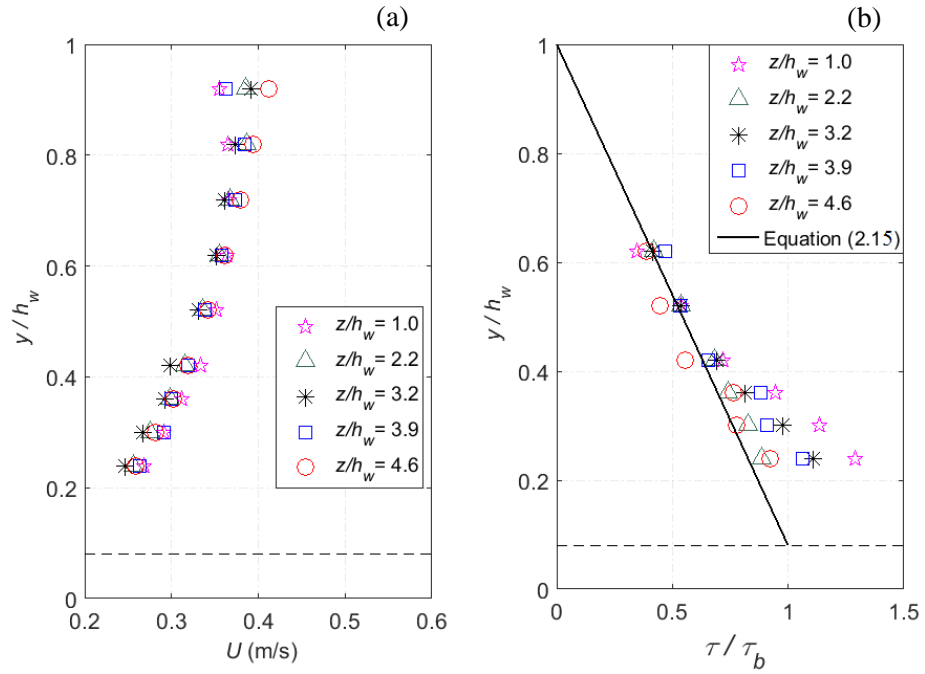 (a)
1
0.8
0.6
0.4
0.2
0
y / h_w
0.2 0.3 0.4 0.5 0.6
U (m/s)
z/h_w = 1.0
z/h_w = 2.2
z/h_w = 3.2
z/h_w = 3.9
z/h_w = 4.6
(b)
1
0.8
0.6
0.4
0.2
0
y / h_w
0 0.5 1 1.5
τ / τ_b
z/h_w = 1.0
z/h_w = 2.2
z/h_w = 3.2
z/h_w = 3.9
z/h_w = 4.6
Equation (2.15)